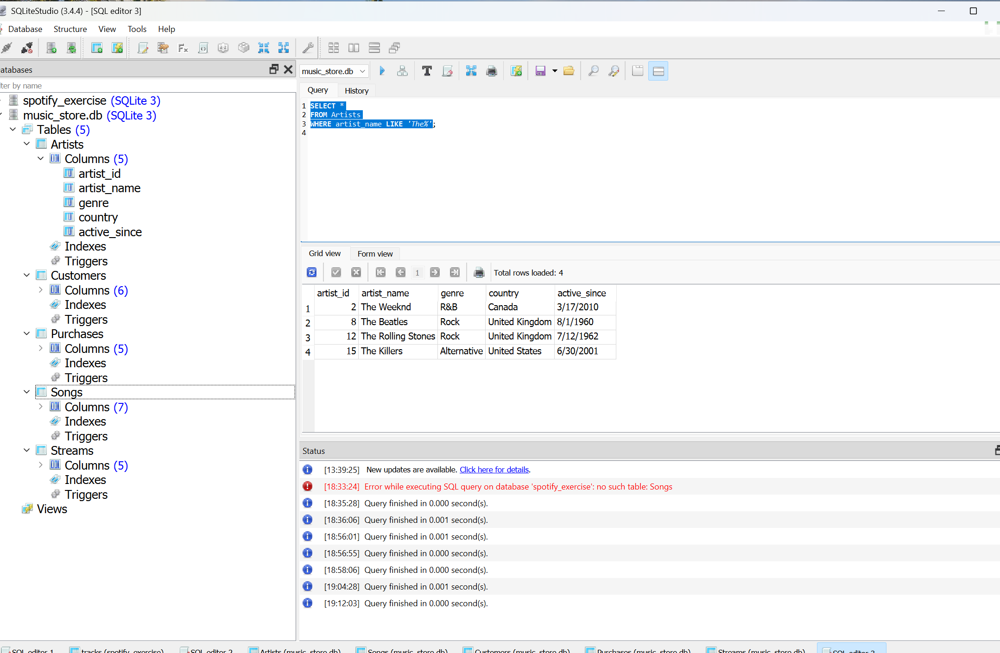 SQLiteStudio (3.4.4) - [SQL editor 3]
Database Structure View Tools Help
atabases
lter by name
spotify_exercise (SQLite 3)
music_store.db (SQLite 3)
Tables (5)
Artists
Columns (5)
artist_id
artist_name
genre
country
active_since
Indexes
Triggers
Customers
Columns (6)
Indexes
Triggers
Purchases
Columns (5)
Indexes
Triggers
Songs
Columns (7)
Indexes
Triggers
Streams
Columns (5)
Indexes
Triggers
Views
music_store.db
Query History
1 SELECT *
2 FROM Artists
3 WHERE artist_name LIKE 'The%';
4
Grid view Form view
1 Total rows loaded: 4
artist_id artist_name genre country active_since
1 2 The Weeknd R&B Canada 3/17/2010
2 8 The Beatles Rock United Kingdom 8/1/1960
3 12 The Rolling Stones Rock United Kingdom 7/12/1962
4 15 The Killers Alternative United States 6/30/2001
Status
[13:39:25] New updates are available. Click here for details.
[18:33:24] Error while executing SQL query on database 'spotify_exercise': no such table: Songs
[18:35:28] Query finished in 0.000 second(s).
[18:36:06] Query finished in 0.001 second(s).
[18:56:01] Query finished in 0.001 second(s).
[18:56:55] Query finished in 0.000 second(s).
[18:58:06] Query finished in 0.000 second(s).
[19:04:28] Query finished in 0.001 second(s).
[19:12:03] Query finished in 0.000 second(s).
SQL editor 1 tracks (spotify_exercise) SQL editor 2 Artists (music_store.db) Songs (music_store.db) Customers (music_store.db) Purchases (music_store.db) Streams (music_store.db) SQL editor 3